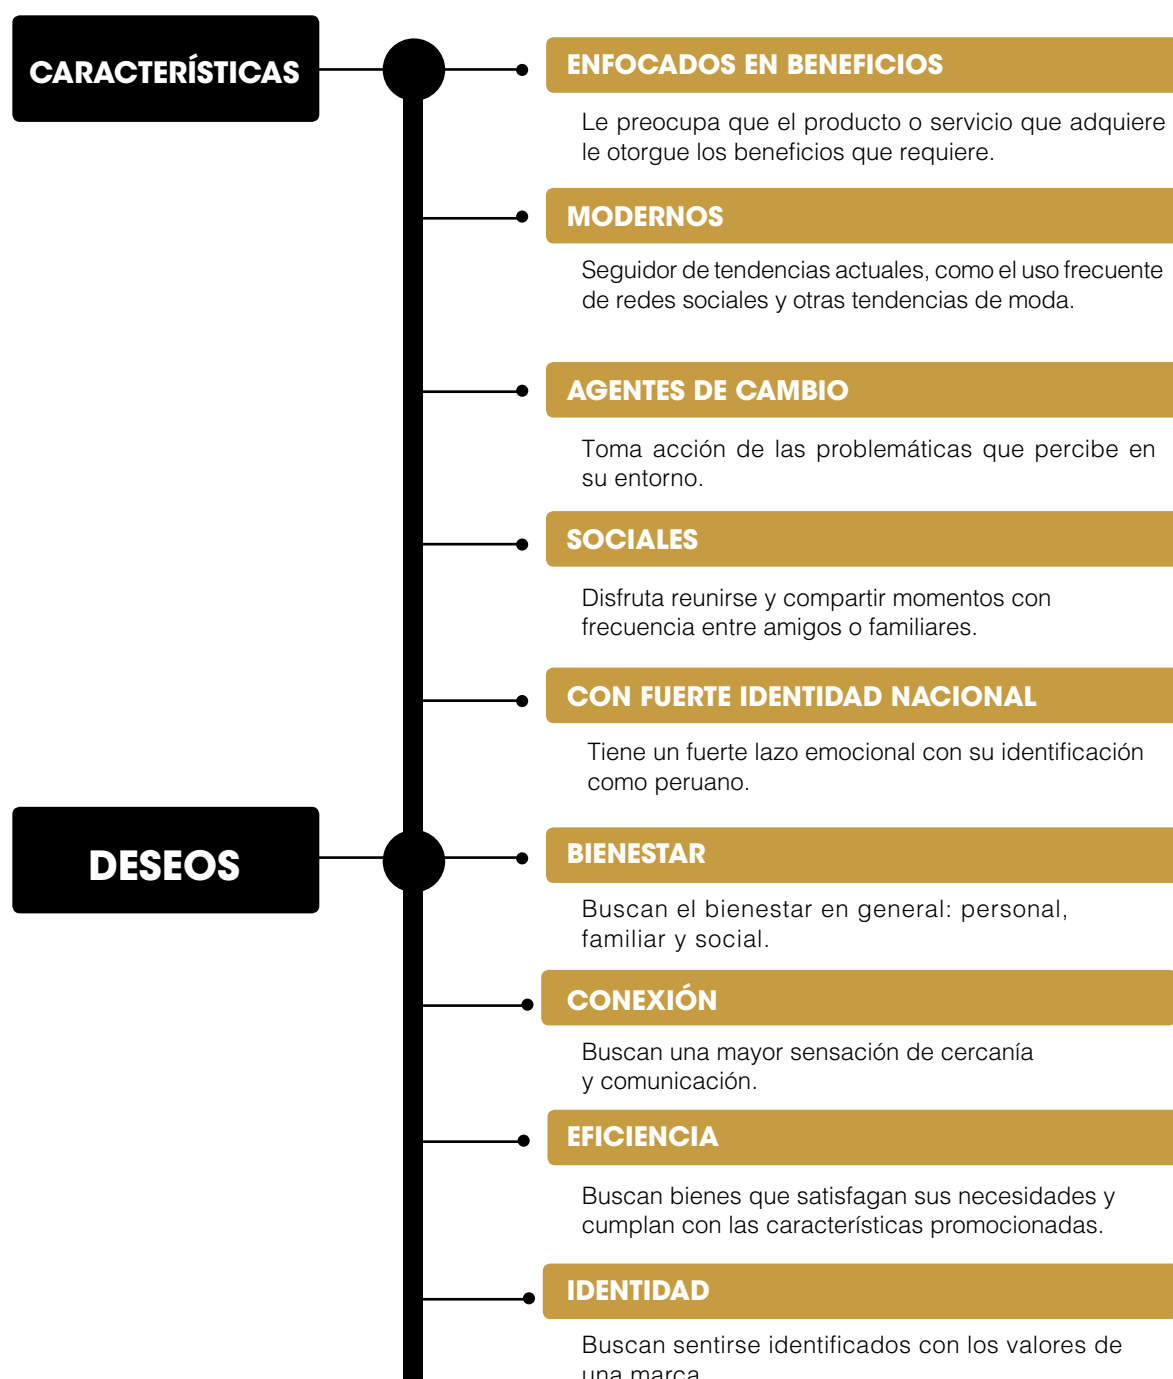 CARACTERÍSTICAS
ENFOCADOS EN BENEFICIOS
Le preocupa que el producto o servicio que adquiere
le otorgue los beneficios que requiere.
MODERNOS
Seguidor de tendencias actuales, como el uso frecuente
de redes sociales y otras tendencias de moda.
AGENTES DE CAMBIO
Toma acción de las problemáticas que percibe en
su entorno.
SOCIALES
Disfruta reunirse y compartir momentos con
frecuencia entre amigos o familiares.
CON FUERTE IDENTIDAD NACIONAL
Tiene un fuerte lazo emocional con su identificación
como peruano.
DESEOS
BIENESTAR
Buscan el bienestar en general: personal,
familiar y social.
CONEXIÓN
Buscan una mayor sensación de cercanía
y comunicación.
EFICIENCIA
Buscan bienes que satisfagan sus necesidades y
cumplan con las características promocionadas.
IDENTIDAD
Buscan sentirse identificados con los valores de
una marca